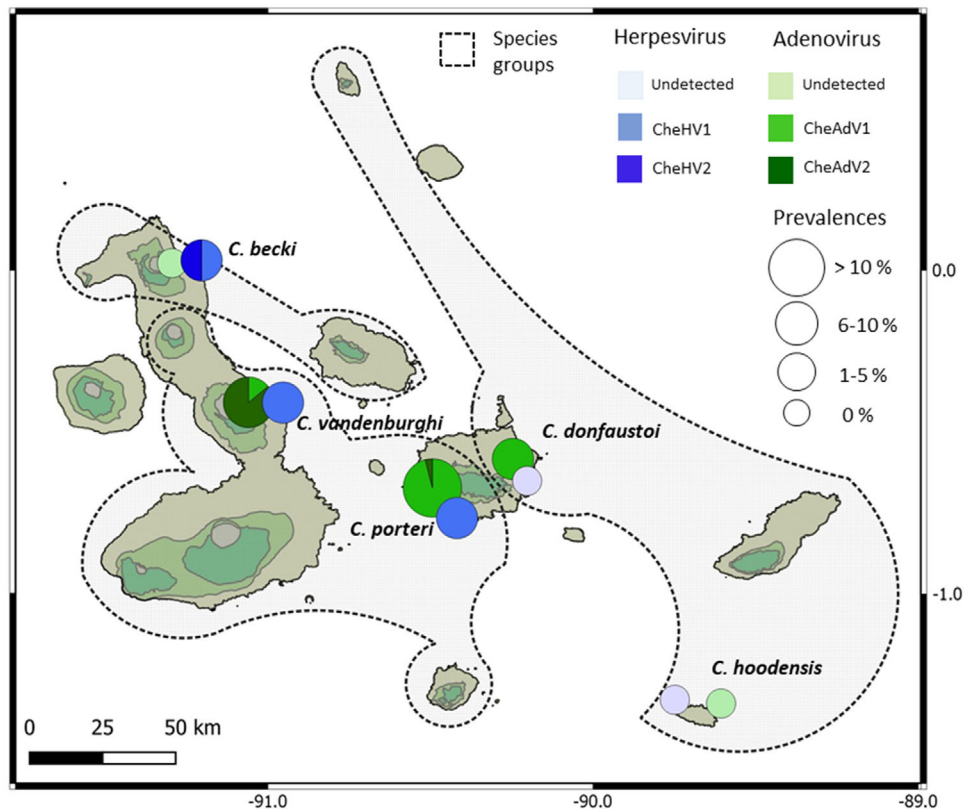 Species
groups
Herpesvirus
Undetected
CheHV1
CheHV2
Adenovirus
Undetected
CheAdV1
CheAdV2
Prevalences
> 10 %
6-10 %
1-5 %
0 %
C. becki
C. vandenburghi
C. donfaustoi
C. porteri
C. hoodensis
0.0
-1.0
0 25 50 km
-91.0 -90.0 -89.0